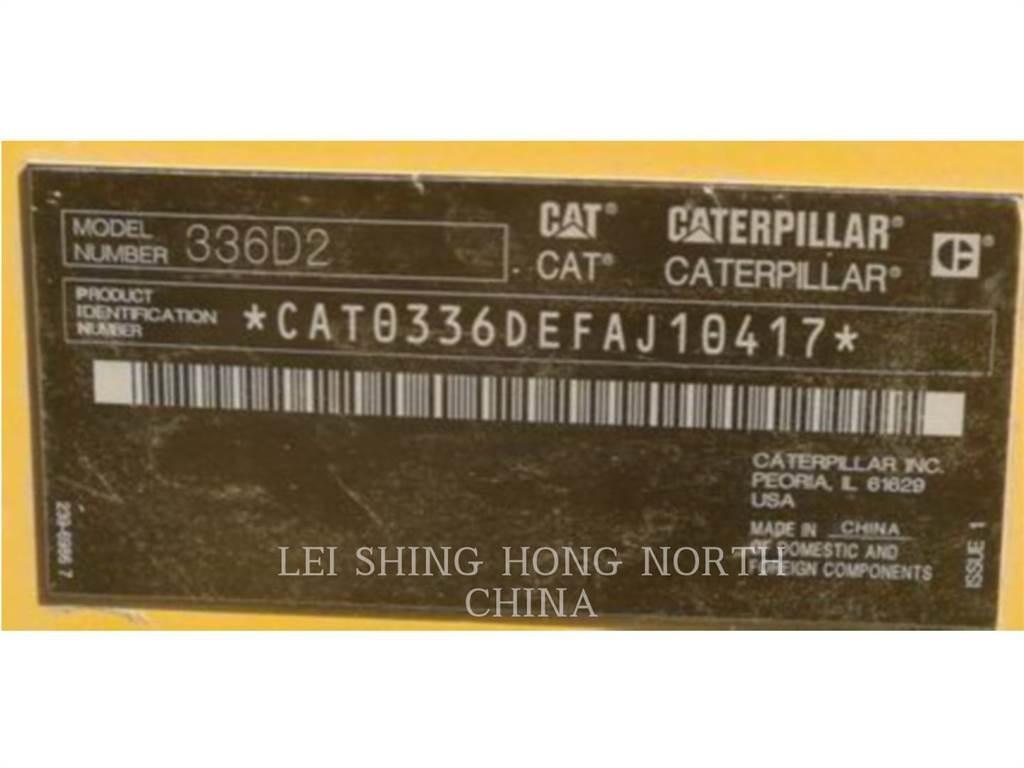 MODEL
NUMBER 336D2
CAT® CATERPILLAR®
CAT® CATERPILLAR®
PRODUCT
IDENTIFICATION
NUMBER
*CAT0336DEFAJ10417*
CATERPILLAR INC.
PEORIA, IL 61629
USA
MADE IN CHINA
OF DOMESTIC AND
FOREIGN COMPONENTS
ISSUE 1
LEI SHING HONG NORTH
CHINA